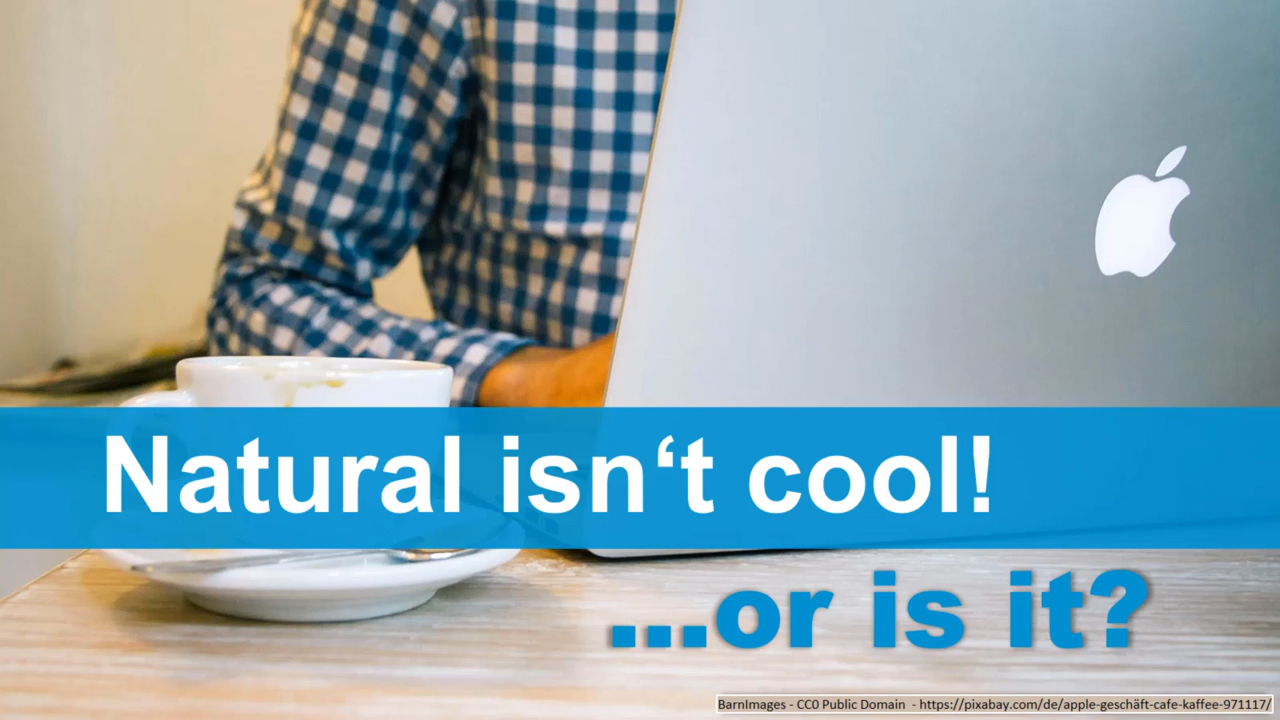 Natural isn‘t cool!
...or is it?
BarnImages - CC0 Public Domain - https://pixabay.com/de/apple-geschäft-cafe-kaffee-971117/